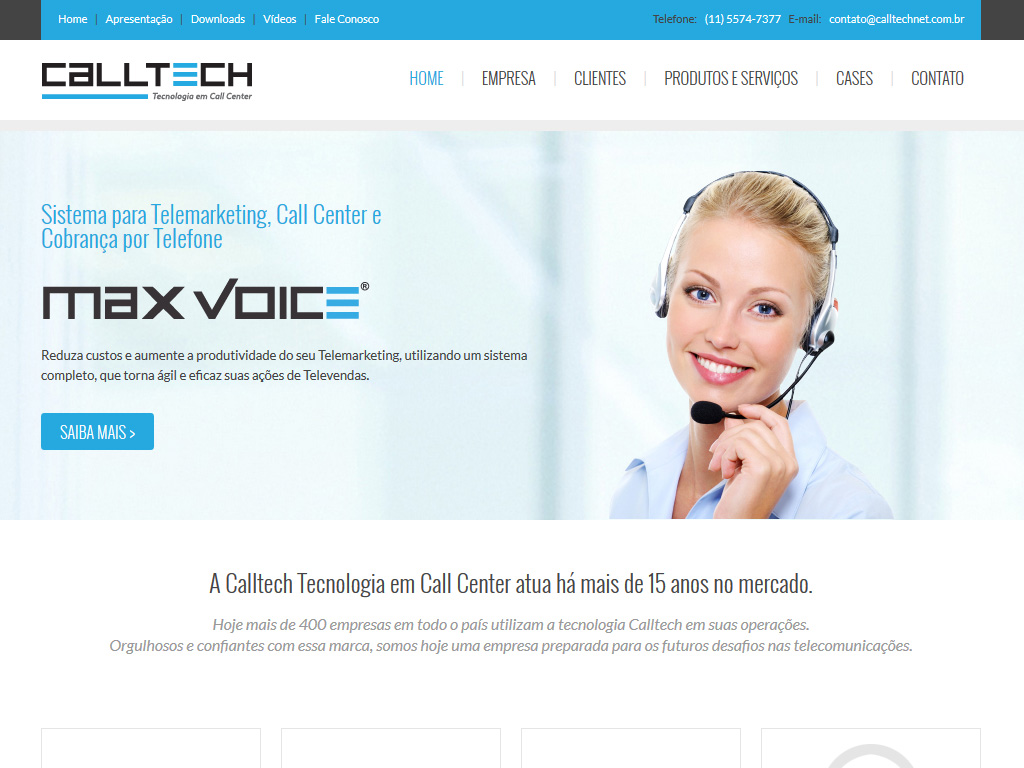 Home | Apresentação | Downloads | Vídeos | Fale Conosco
Telefone: (11) 5574-7377 E-mail: contato@calltechnet.com.br
CALLTECH
Tecnologia em Call Center
HOME | EMPRESA | CLIENTES | PRODUTOS E SERVIÇOS | CASES | CONTATO
Sistema para Telemarketing, Call Center e
Cobrança por Telefone
MAX VOICE®
Reduza custos e aumente a produtividade do seu Telemarketing, utilizando um sistema
completo, que torna ágil e eficaz suas ações de Televendas.
SAIBA MAIS >
A Calltech Tecnologia em Call Center atua há mais de 15 anos no mercado.
Hoje mais de 400 empresas em todo o país utilizam a tecnologia Calltech em suas operações.
Orgulhosos e confiantes com essa marca, somos hoje uma empresa preparada para os futuros desafios nas telecomunicações.